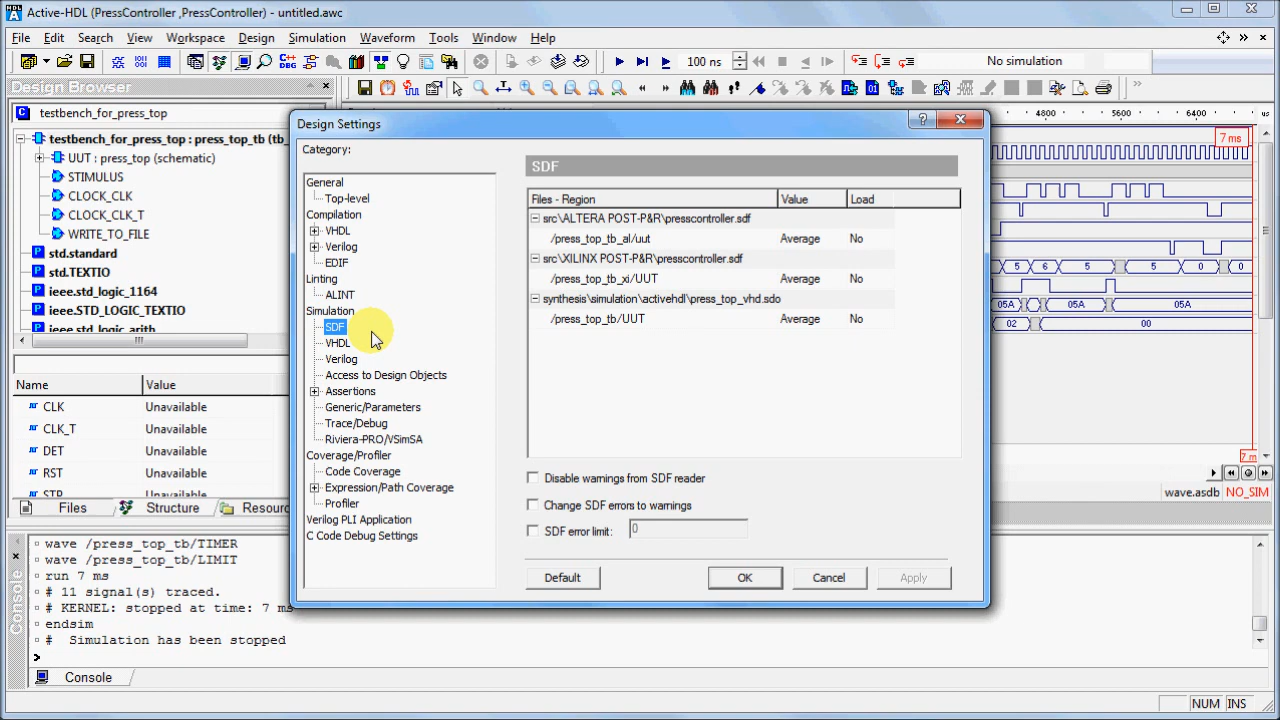 Active-HDL (PressController ,PressController) - untitled.awc
File Edit Search View Workspace Design Simulation Waveform Tools Window Help
100 ns No simulation
Design Browser
testbench_for_press_top
testbench_for_press_top : press_top_tb (tb_
UUT : press_top (schematic)
STIMULUS
CLOCK_CLK
CLOCK_CLK_T
WRITE_TO_FILE
std.standard
std.TEXTIO
ieee.std_logic_1164
ieee.STD_LOGIC_TEXTIO
ieee.std_logic_arith
Name Value
CLK Unavailable
CLK_T Unavailable
DET Unavailable
RST Unavailable
STP Unavailable
Files Structure Resour
Design Settings
Category:
General
Top-level
Compilation
VHDL
Verilog
EDIF
Linting
ALINT
Simulation
SDF
VHDL
Verilog
Access to Design Objects
Assertions
Generic/Parameters
Trace/Debug
Riviera-PRO/VSimSA
Coverage/Profiler
Code Coverage
Expression/Path Coverage
Profiler
Verilog PLI Application
C Code Debug Settings
SDF
Files - Region Value Load
src\ALTERA POST-P&R\presscontroller.sdf
/press_top_tb_al/uut Average No
src\XILINX POST-P&R\presscontroller.sdf
/press_top_tb_xi/UUT Average No
synthesis\simulation\activehdl\press_top_vhd.sdo
/press_top_tb/UUT Average No
Disable warnings from SDF reader
Change SDF errors to warnings
SDF error limit: 0
Default OK Cancel Apply
4800 5600 6400 us
7 ms
5 6 5 5 0 0
05A 05A 05A
02 00
7 m
wave.asdb NO_SIM
Console
wave /press_top_tb/TIMER
wave /press_top_tb/LIMIT
run 7 ms
# 11 signal(s) traced.
# KERNEL: stopped at time: 7 ms
endsim
# Simulation has been stopped
>
Console
NUM INS